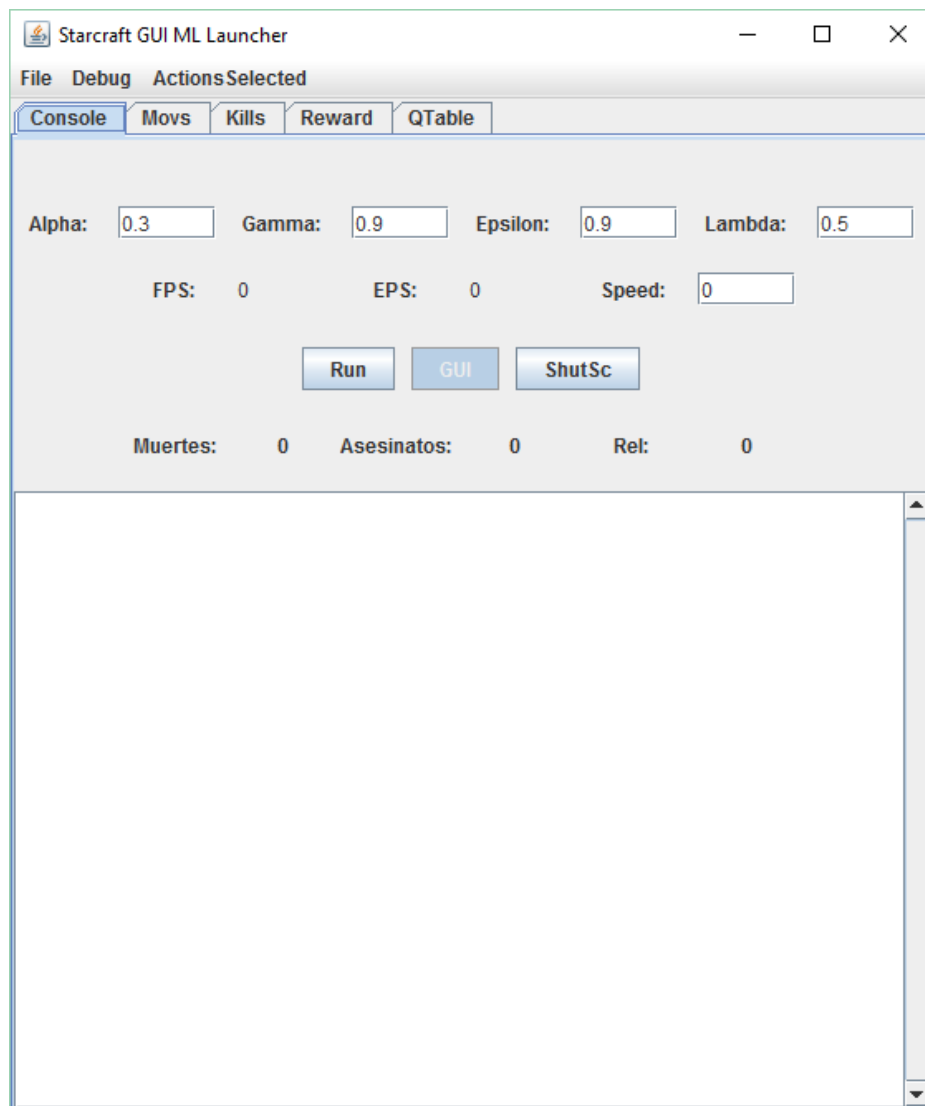 Starcraft GUI ML Launcher
File Debug Actions Selected
Console Movs Kills Reward QTable
Alpha: 0.3 Gamma: 0.9 Epsilon: 0.9 Lambda: 0.5
FPS: 0 EPS: 0 Speed: 0
Run GUI ShutSc
Muertes: 0 Asesinatos: 0 Rel: 0